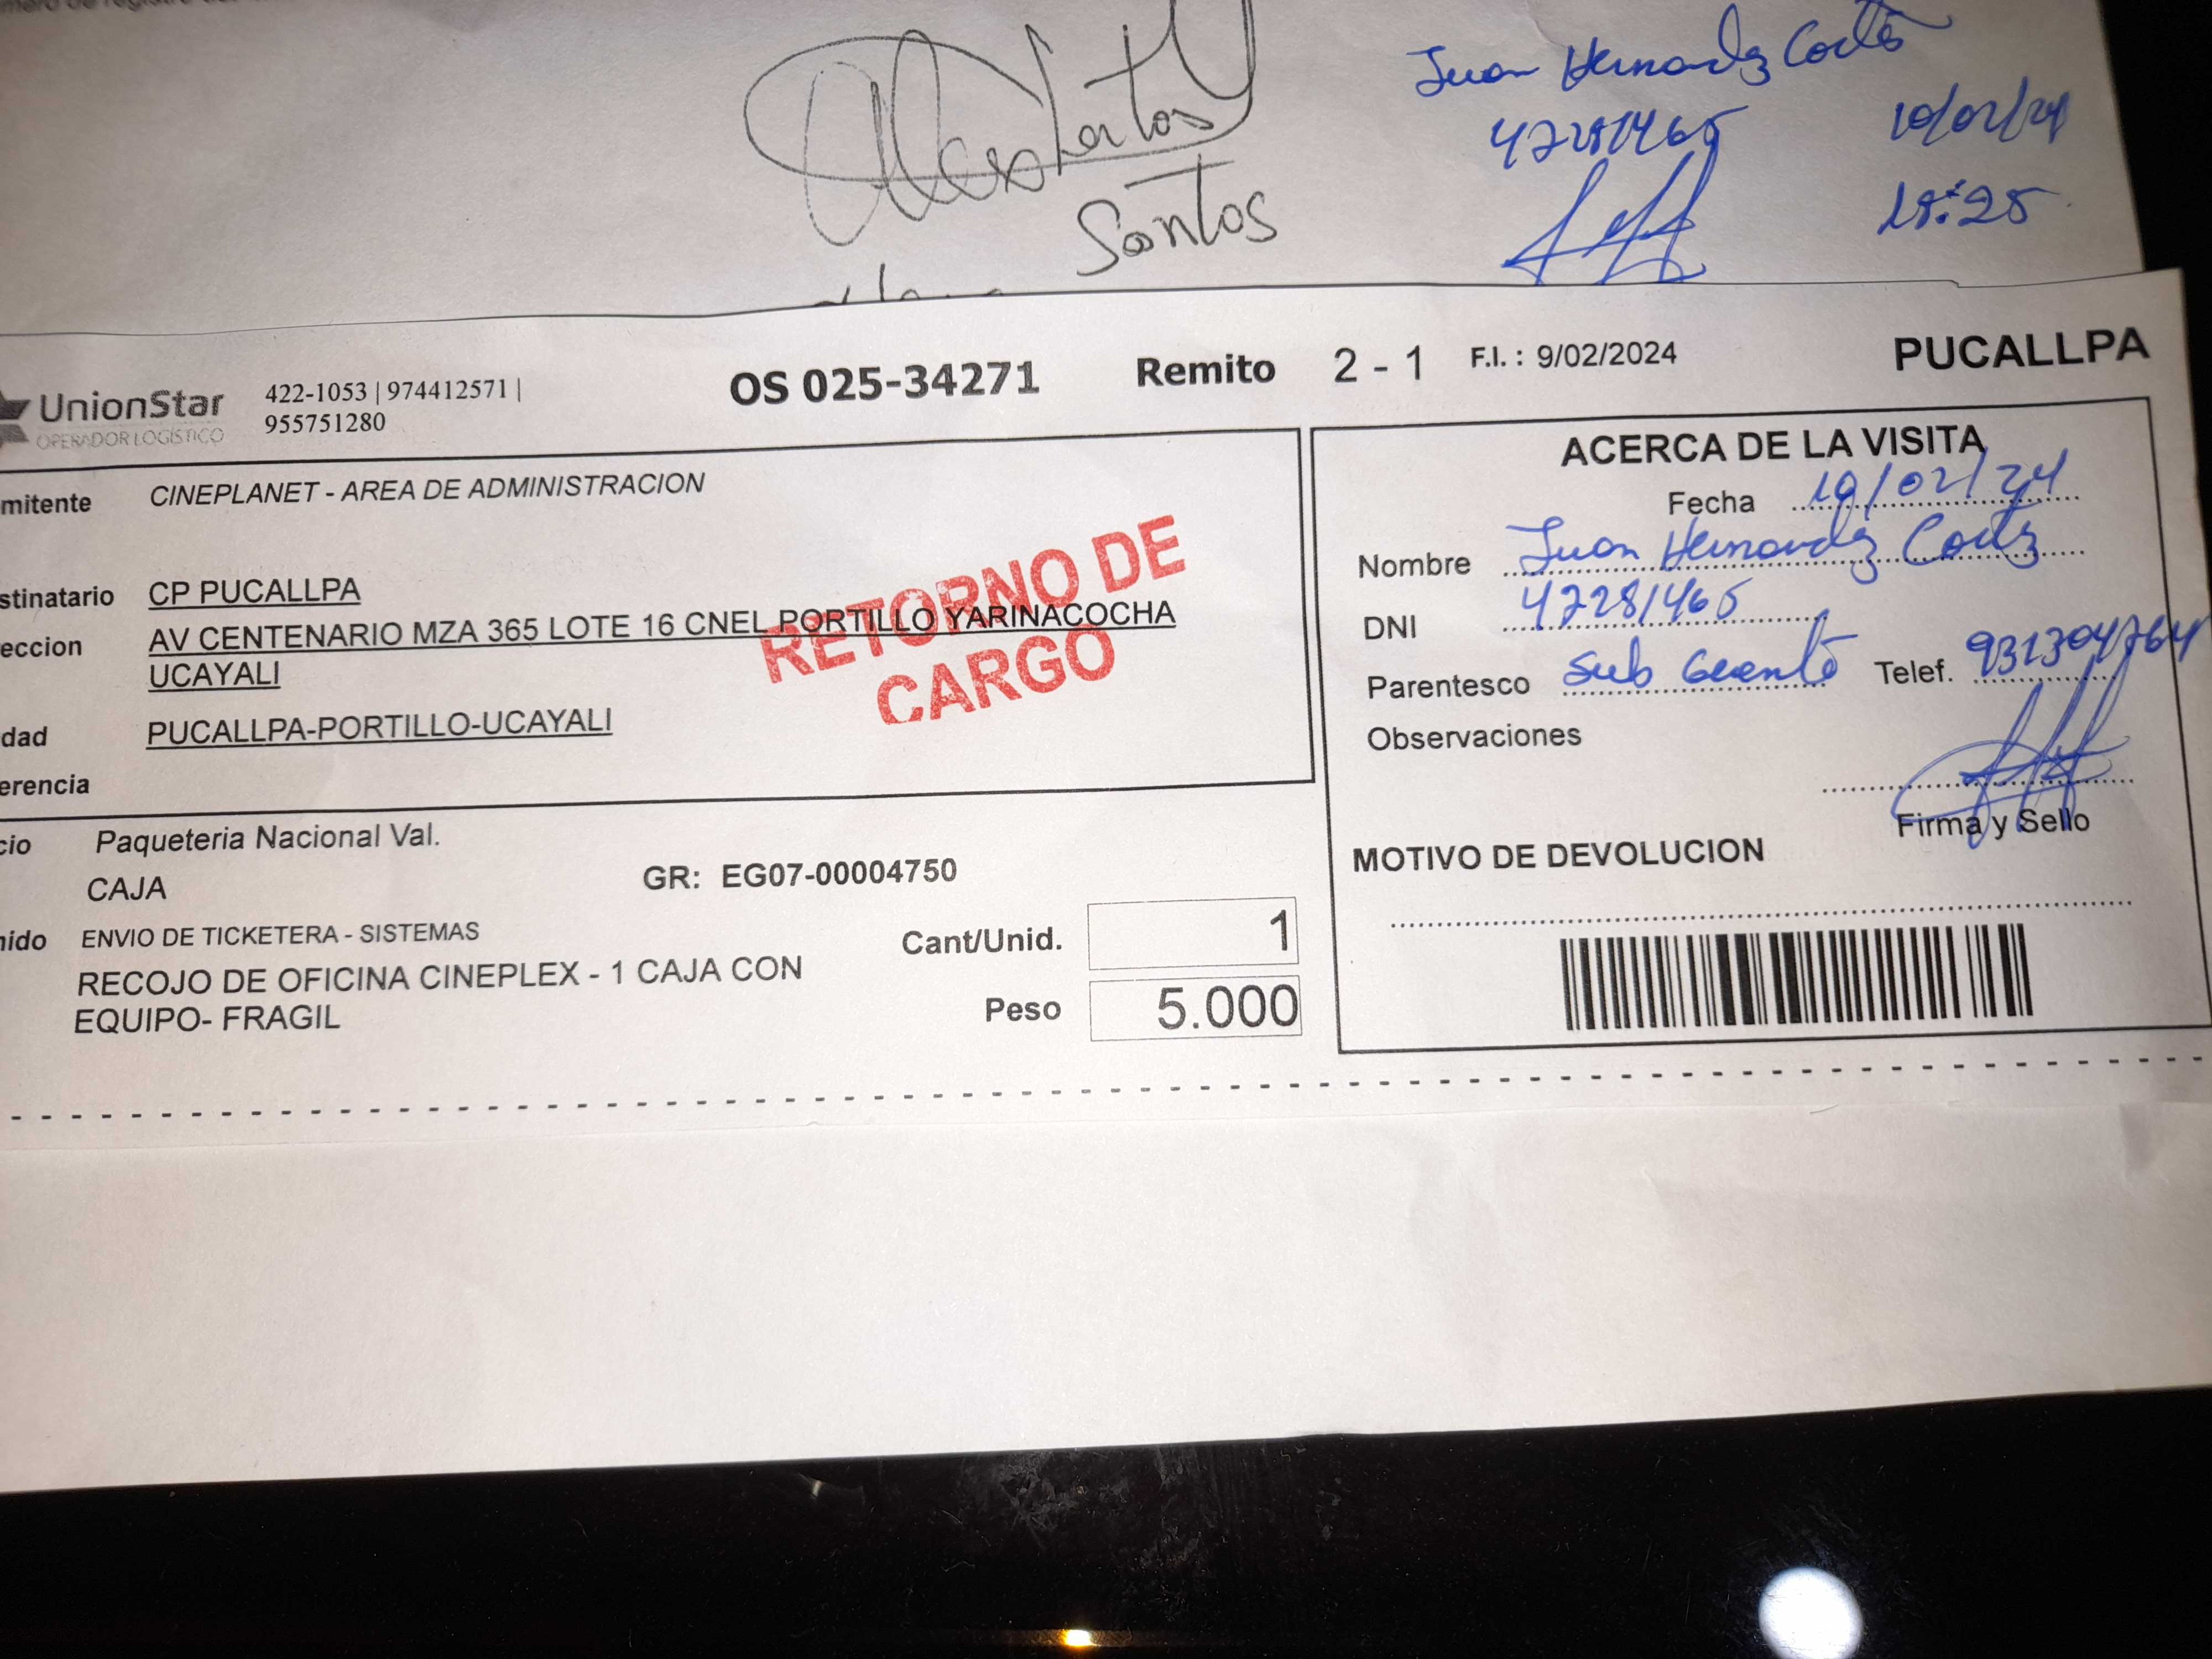 Santos
Juan Hernandez Cortez
47281465
10/02/24
18:25
UnionStar
OPERADOR LOGÍSTICO
422-1053 | 974412571 |
955751280
OS 025-34271
Remito 2 - 1
F.I. : 9/02/2024
PUCALLPA
mitente CINEPLANET - AREA DE ADMINISTRACION
stinatario CP PUCALLPA
eccion AV CENTENARIO MZA 365 LOTE 16 CNEL PORTILLO YARINACOCHA
UCAYALI
dad PUCALLPA-PORTILLO-UCAYALI
erencia
RETORNO DE
CARGO
cio Paqueteria Nacional Val.
CAJA
GR: EG07-00004750
nido ENVIO DE TICKETERA - SISTEMAS
RECOJO DE OFICINA CINEPLEX - 1 CAJA CON
EQUIPO- FRAGIL
Cant/Unid. 1
Peso 5.000
ACERCA DE LA VISITA
Fecha 10/02/24
Nombre Juan Hernandez Cortez
DNI 47281465
Parentesco Sub Gerente Telef. 931304764
Observaciones
Firma y Sello
MOTIVO DE DEVOLUCION